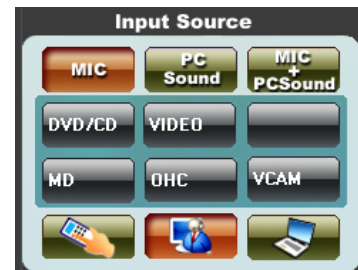 Input Source
MIC
PC
Sound
MIC
+
PCSound
DVD/CD
VIDEO
MD
OHC
VCAM